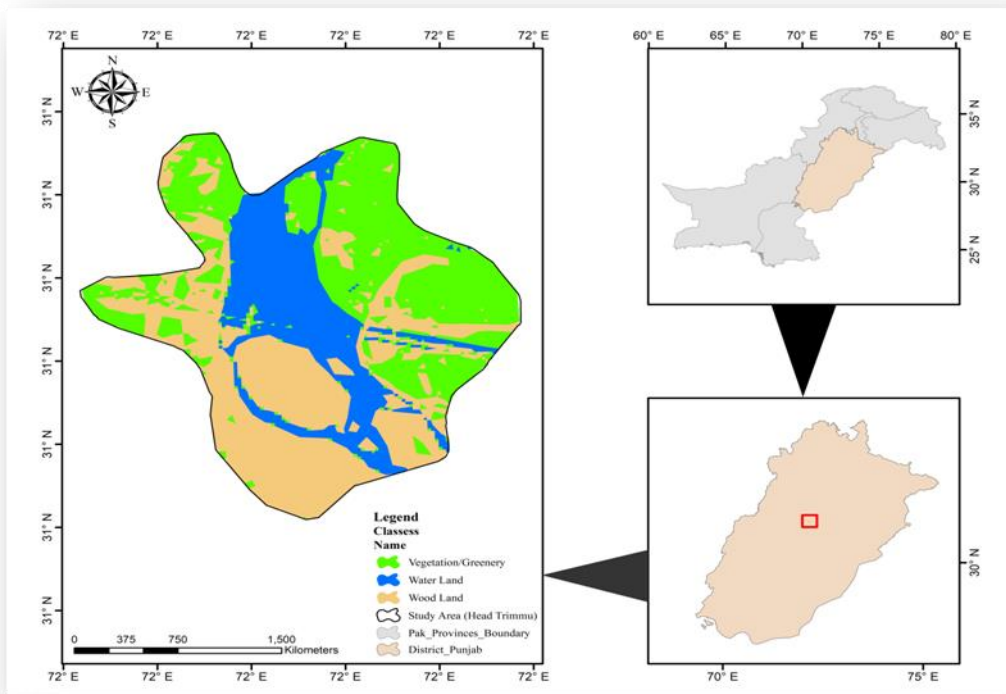 72° E 72° E 72° E 72° E 72° E
N
W E
S
31° N
31° N
31° N
31° N
31° N
31° N
31° N
Legend
Classess
Name
Vegetation/Greenery
Water Land
Wood Land
Study Area (Head Trimmu)
Pak_Provinces_Boundary
District_Punjab
0 375 750 1,500
Kilometers
72° E 72° E 72° E 72° E 72° E 72° E
60° E 65° E 70° E 75° E 80° E
35° N
30° N
25° N
30° N
70° E 75° E